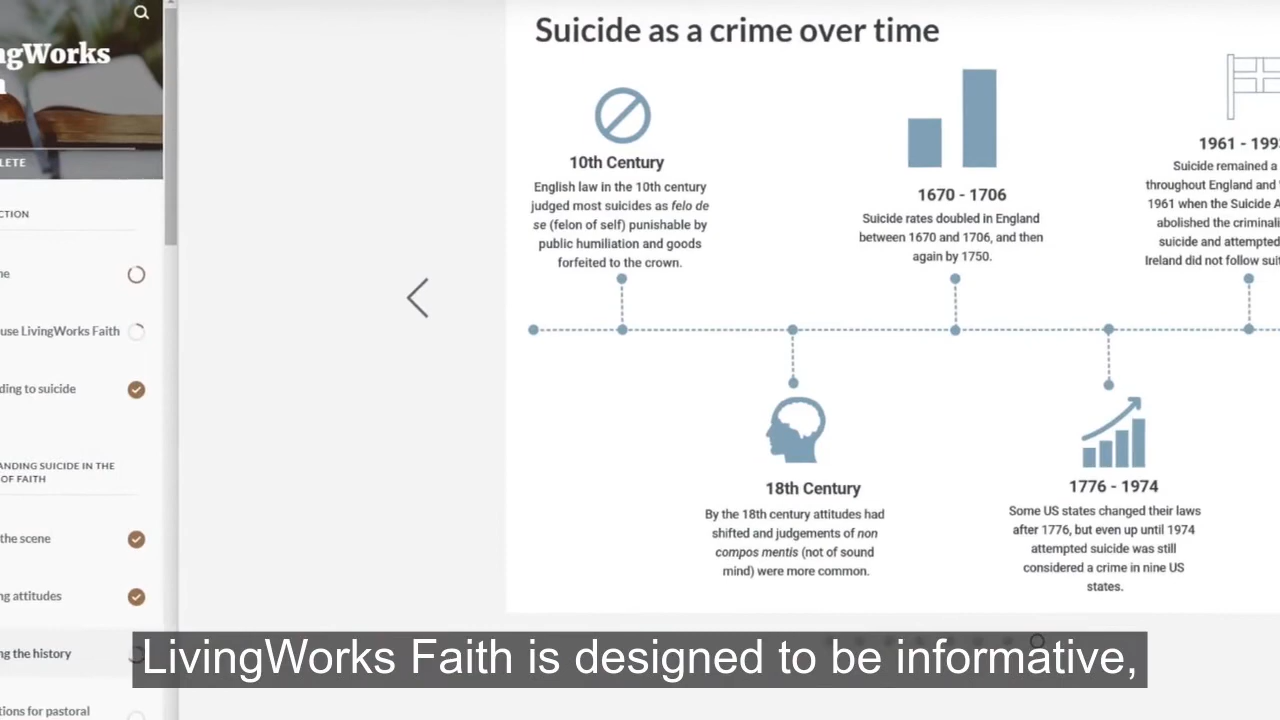 ngWorks
LETE
CTION
ne
use LivingWorks Faith
ding to suicide
ANDING SUICIDE IN THE
OF FAITH
the scene
ng attitudes
ng the history
tions for pastoral
Suicide as a crime over time
10th Century
English law in the 10th century
judged most suicides as felo de
se (felon of self) punishable by
public humiliation and goods
forfeited to the crown.
18th Century
By the 18th century attitudes had
shifted and judgements of non
compos mentis (not of sound
mind) were more common.
1670 - 1706
Suicide rates doubled in England
between 1670 and 1706, and then
again by 1750.
1776 - 1974
Some US states changed their laws
after 1776, but even up until 1974
attempted suicide was still
considered a crime in nine US
states.
1961 - 199
Suicide remained a
throughout England and
1961 when the Suicide A
abolished the criminali
suicide and attempted
Ireland did not follow suit
LivingWorks Faith is designed to be informative,